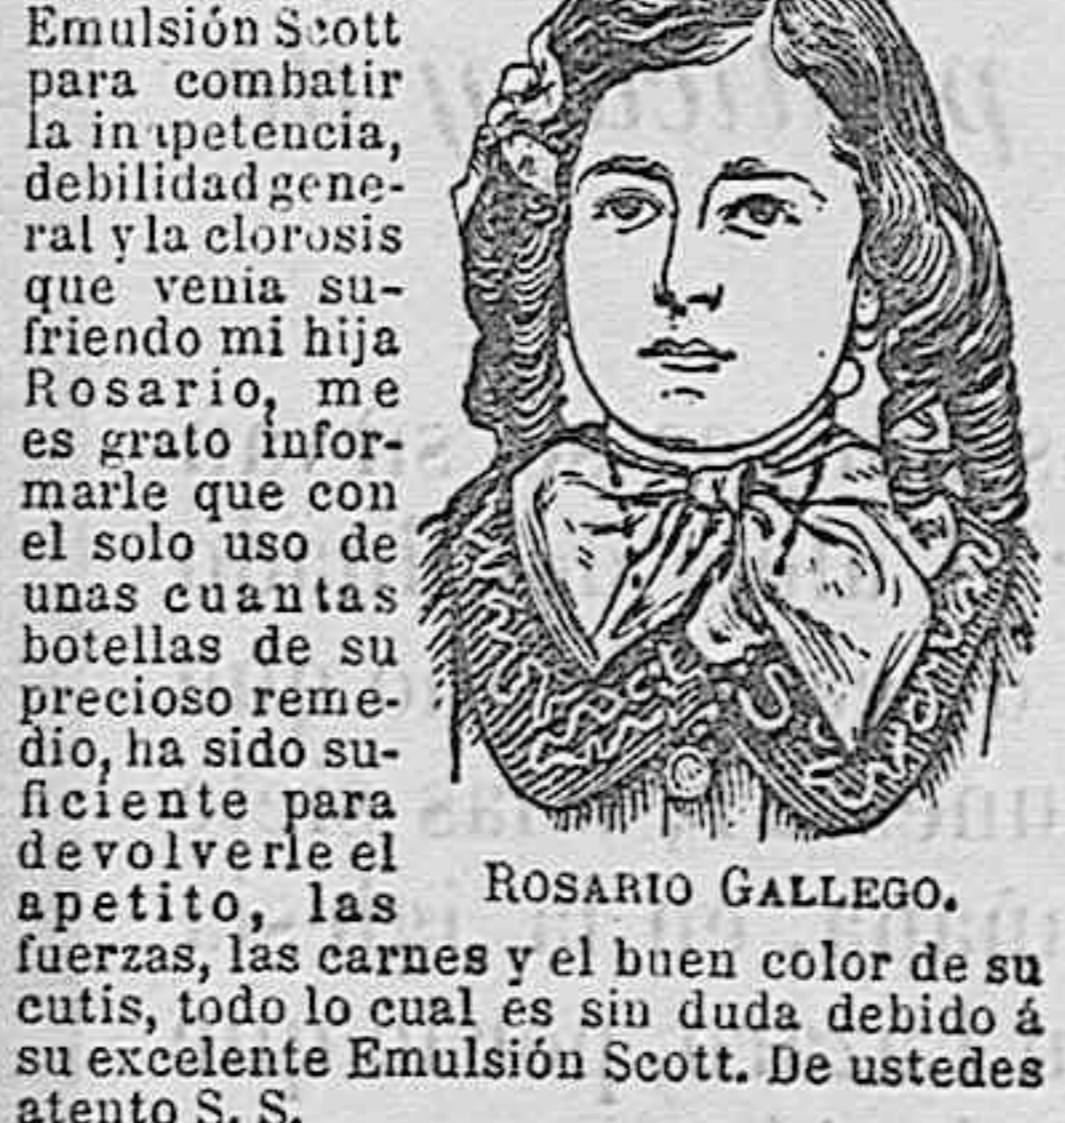 Emulsión Scott
para combatir
la inapetencia,
debilidad gene-
ral y la clorosis
que venia su-
friendo mi hija
Rosario, me
es grato infor-
marle que con
el solo uso de
unas cuantas
botellas de su
precioso reme-
dio, ha sido su-
ficiente para
devolverle el
apetito, las
ROSARIO GALLEGO.
fuerzas, las carnes y el buen color de su
cutis, todo lo cual es sin duda debido á
su excelente Emulsión Scott. De ustedes
atento S. S.